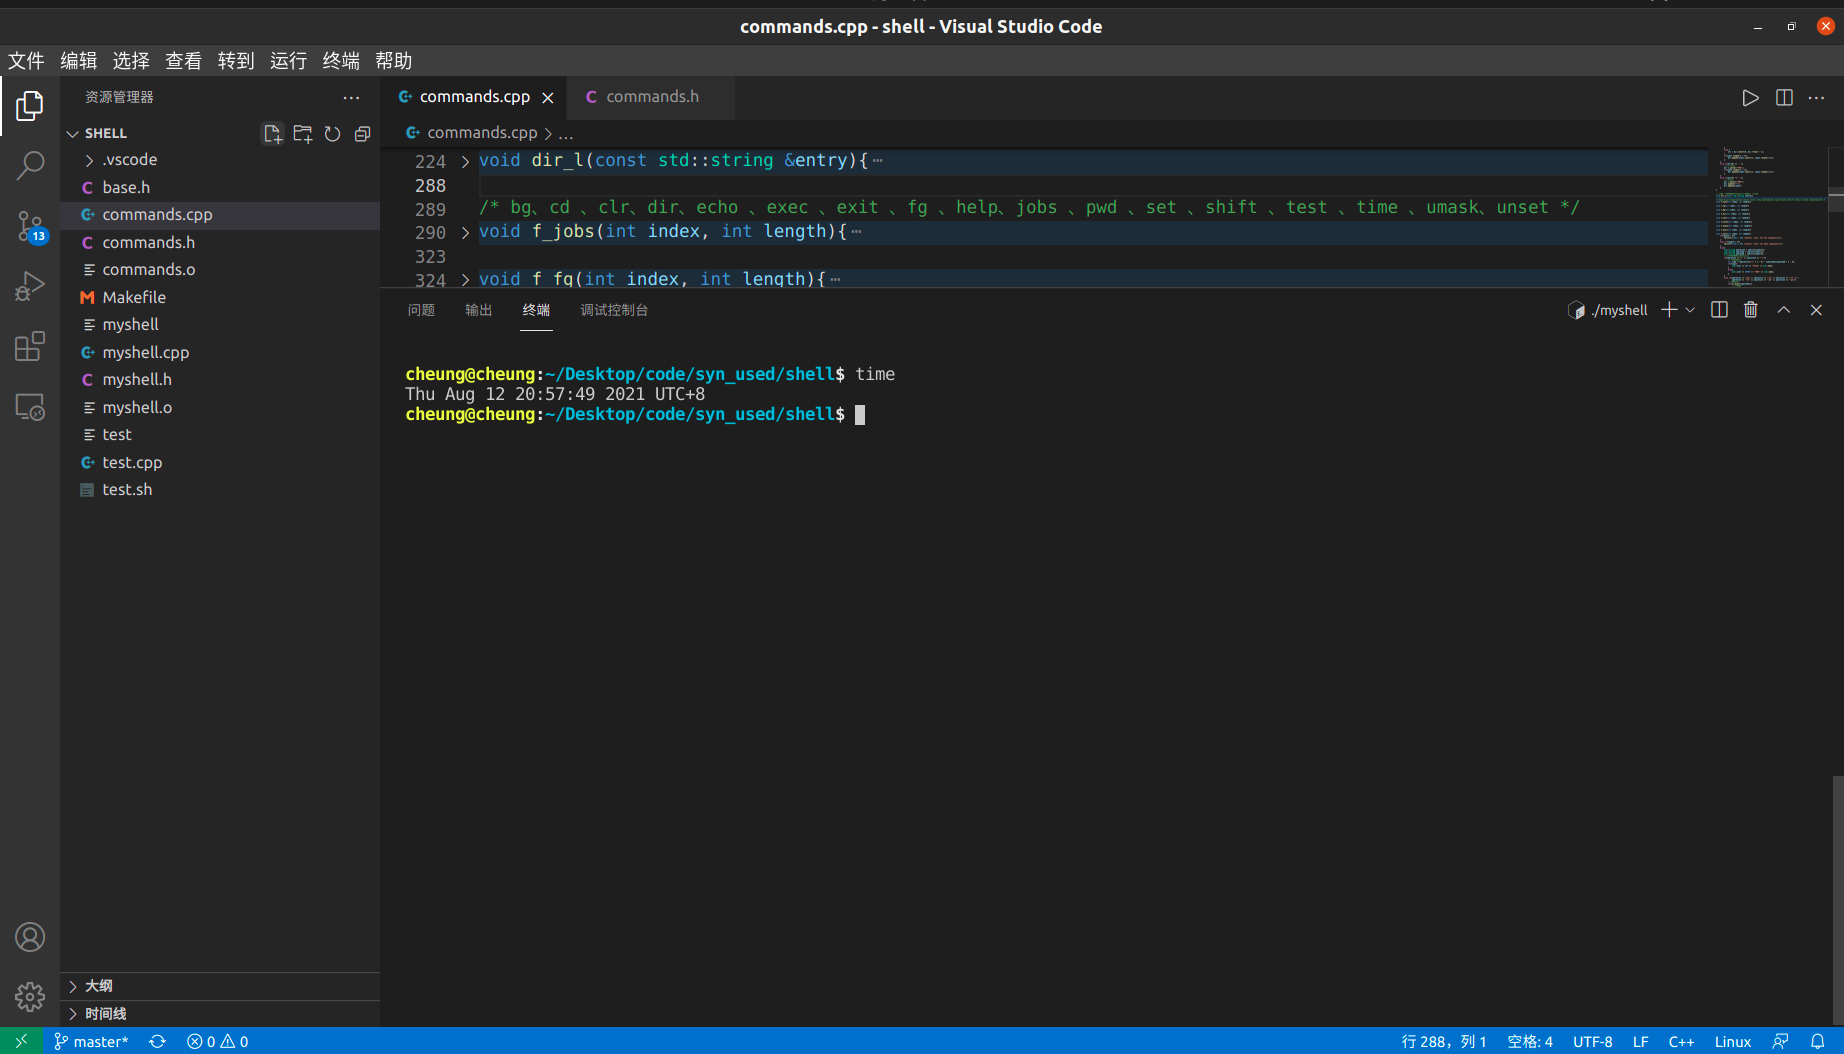 commands.cpp - shell - Visual Studio Code
文件 编辑 选择 查看 转到 运行 终端 帮助
资源管理器
SHELL
.vscode
base.h
commands.cpp
commands.h
commands.o
Makefile
myshell
myshell.cpp
myshell.h
myshell.o
test
test.cpp
test.sh
大纲
时间线
13
commands.cpp commands.h
commands.cpp > ...
224 void dir_l(const std::string &entry){…
288
289 /* bg、cd 、clr、dir、echo 、exec 、exit 、fg 、help、jobs 、pwd 、set 、shift 、test 、time 、umask、unset */
290 void f_jobs(int index, int length){…
323
324 void f_fg(int index, int length){…
问题 输出 终端 调试控制台
./myshell
cheung@cheung:~/Desktop/code/syn_used/shell$ time
Thu Aug 12 20:57:49 2021 UTC+8
cheung@cheung:~/Desktop/code/syn_used/shell$
master* 0 0 行 288，列 1 空格: 4 UTF-8 LF C++ Linux